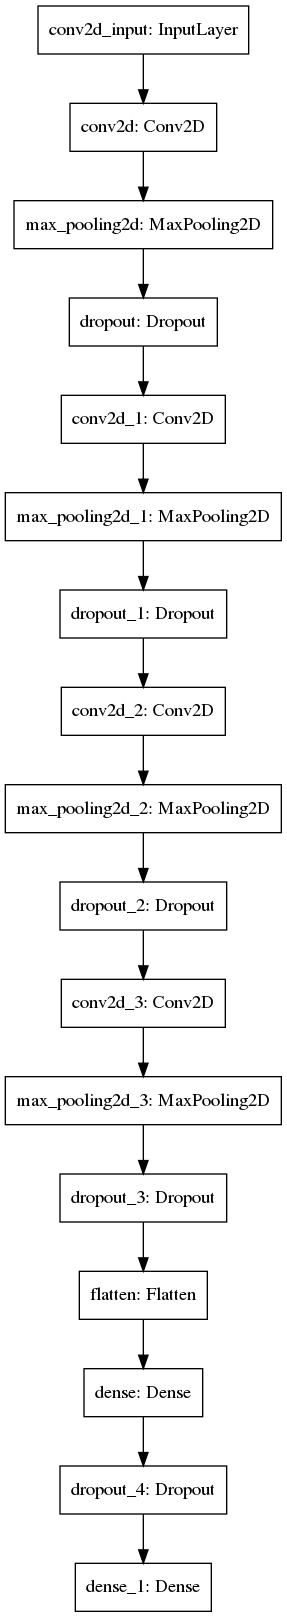 conv2d_input: InputLayer
conv2d: Conv2D
max_pooling2d: MaxPooling2D
dropout: Dropout
conv2d_1: Conv2D
max_pooling2d_1: MaxPooling2D
dropout_1: Dropout
conv2d_2: Conv2D
max_pooling2d_2: MaxPooling2D
dropout_2: Dropout
conv2d_3: Conv2D
max_pooling2d_3: MaxPooling2D
dropout_3: Dropout
flatten: Flatten
dense: Dense
dropout_4: Dropout
dense_1: Dense